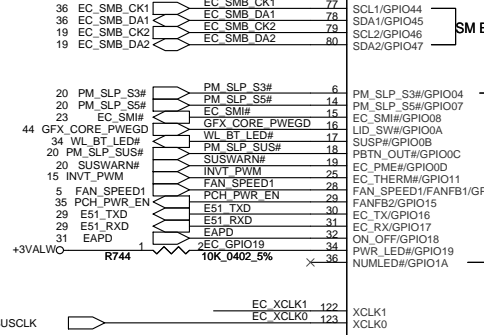 36 EC_SMB_CK1 EC_SMB_CK1 77 SCL1/GPIO44
36 EC_SMB_DA1 EC_SMB_DA1 78 SDA1/GPIO45
19 EC_SMB_CK2 EC_SMB_CK2 79 SCL2/GPIO46
19 EC_SMB_DA2 EC_SMB_DA2 80 SDA2/GPIO47
SM
20 PM_SLP_S3# PM_SLP_S3# 6 PM_SLP_S3#/GPIO04
20 PM_SLP_S5# PM_SLP_S5# 14 PM_SLP_S5#/GPIO07
23 EC_SMI# EC_SMI# 15 EC_SMI#/GPIO08
44 GFX_CORE_PWEGD GFX_CORE_PWEGD 16 LID_SW#/GPIO0A
34 WL_BT_LED# WL_BT_LED# 17 SUSP#/GPIO0B
20 PM_SLP_SUS# PM_SLP_SUS# 18 PBTN_OUT#/GPIO0C
20 SUSWARN# SUSWARN# 19 EC_PME#/GPIO0D
15 INVT_PWM INVT_PWM 25 EC_THERM#/GPIO11
5 FAN_SPEED1 FAN_SPEED1 28 FAN_SPEED1/FANFB1/GP
35 PCH_PWR_EN PCH_PWR_EN 29 FANFB2/GPIO15
29 E51_TXD E51_TXD 30 EC_TX/GPIO16
29 E51_RXD E51_RXD 31 EC_RX/GPIO17
31 EAPD EAPD 32 ON_OFF/GPIO18
+3VALW 1 2 EC_GPIO19 34 PWR_LED#/GPIO19
R744 10K_0402_5% 36 NUMLED#/GPIO1A
EC_XCLK1 122 XCLK1
USCLK EC_XCLK0 123 XCLK0